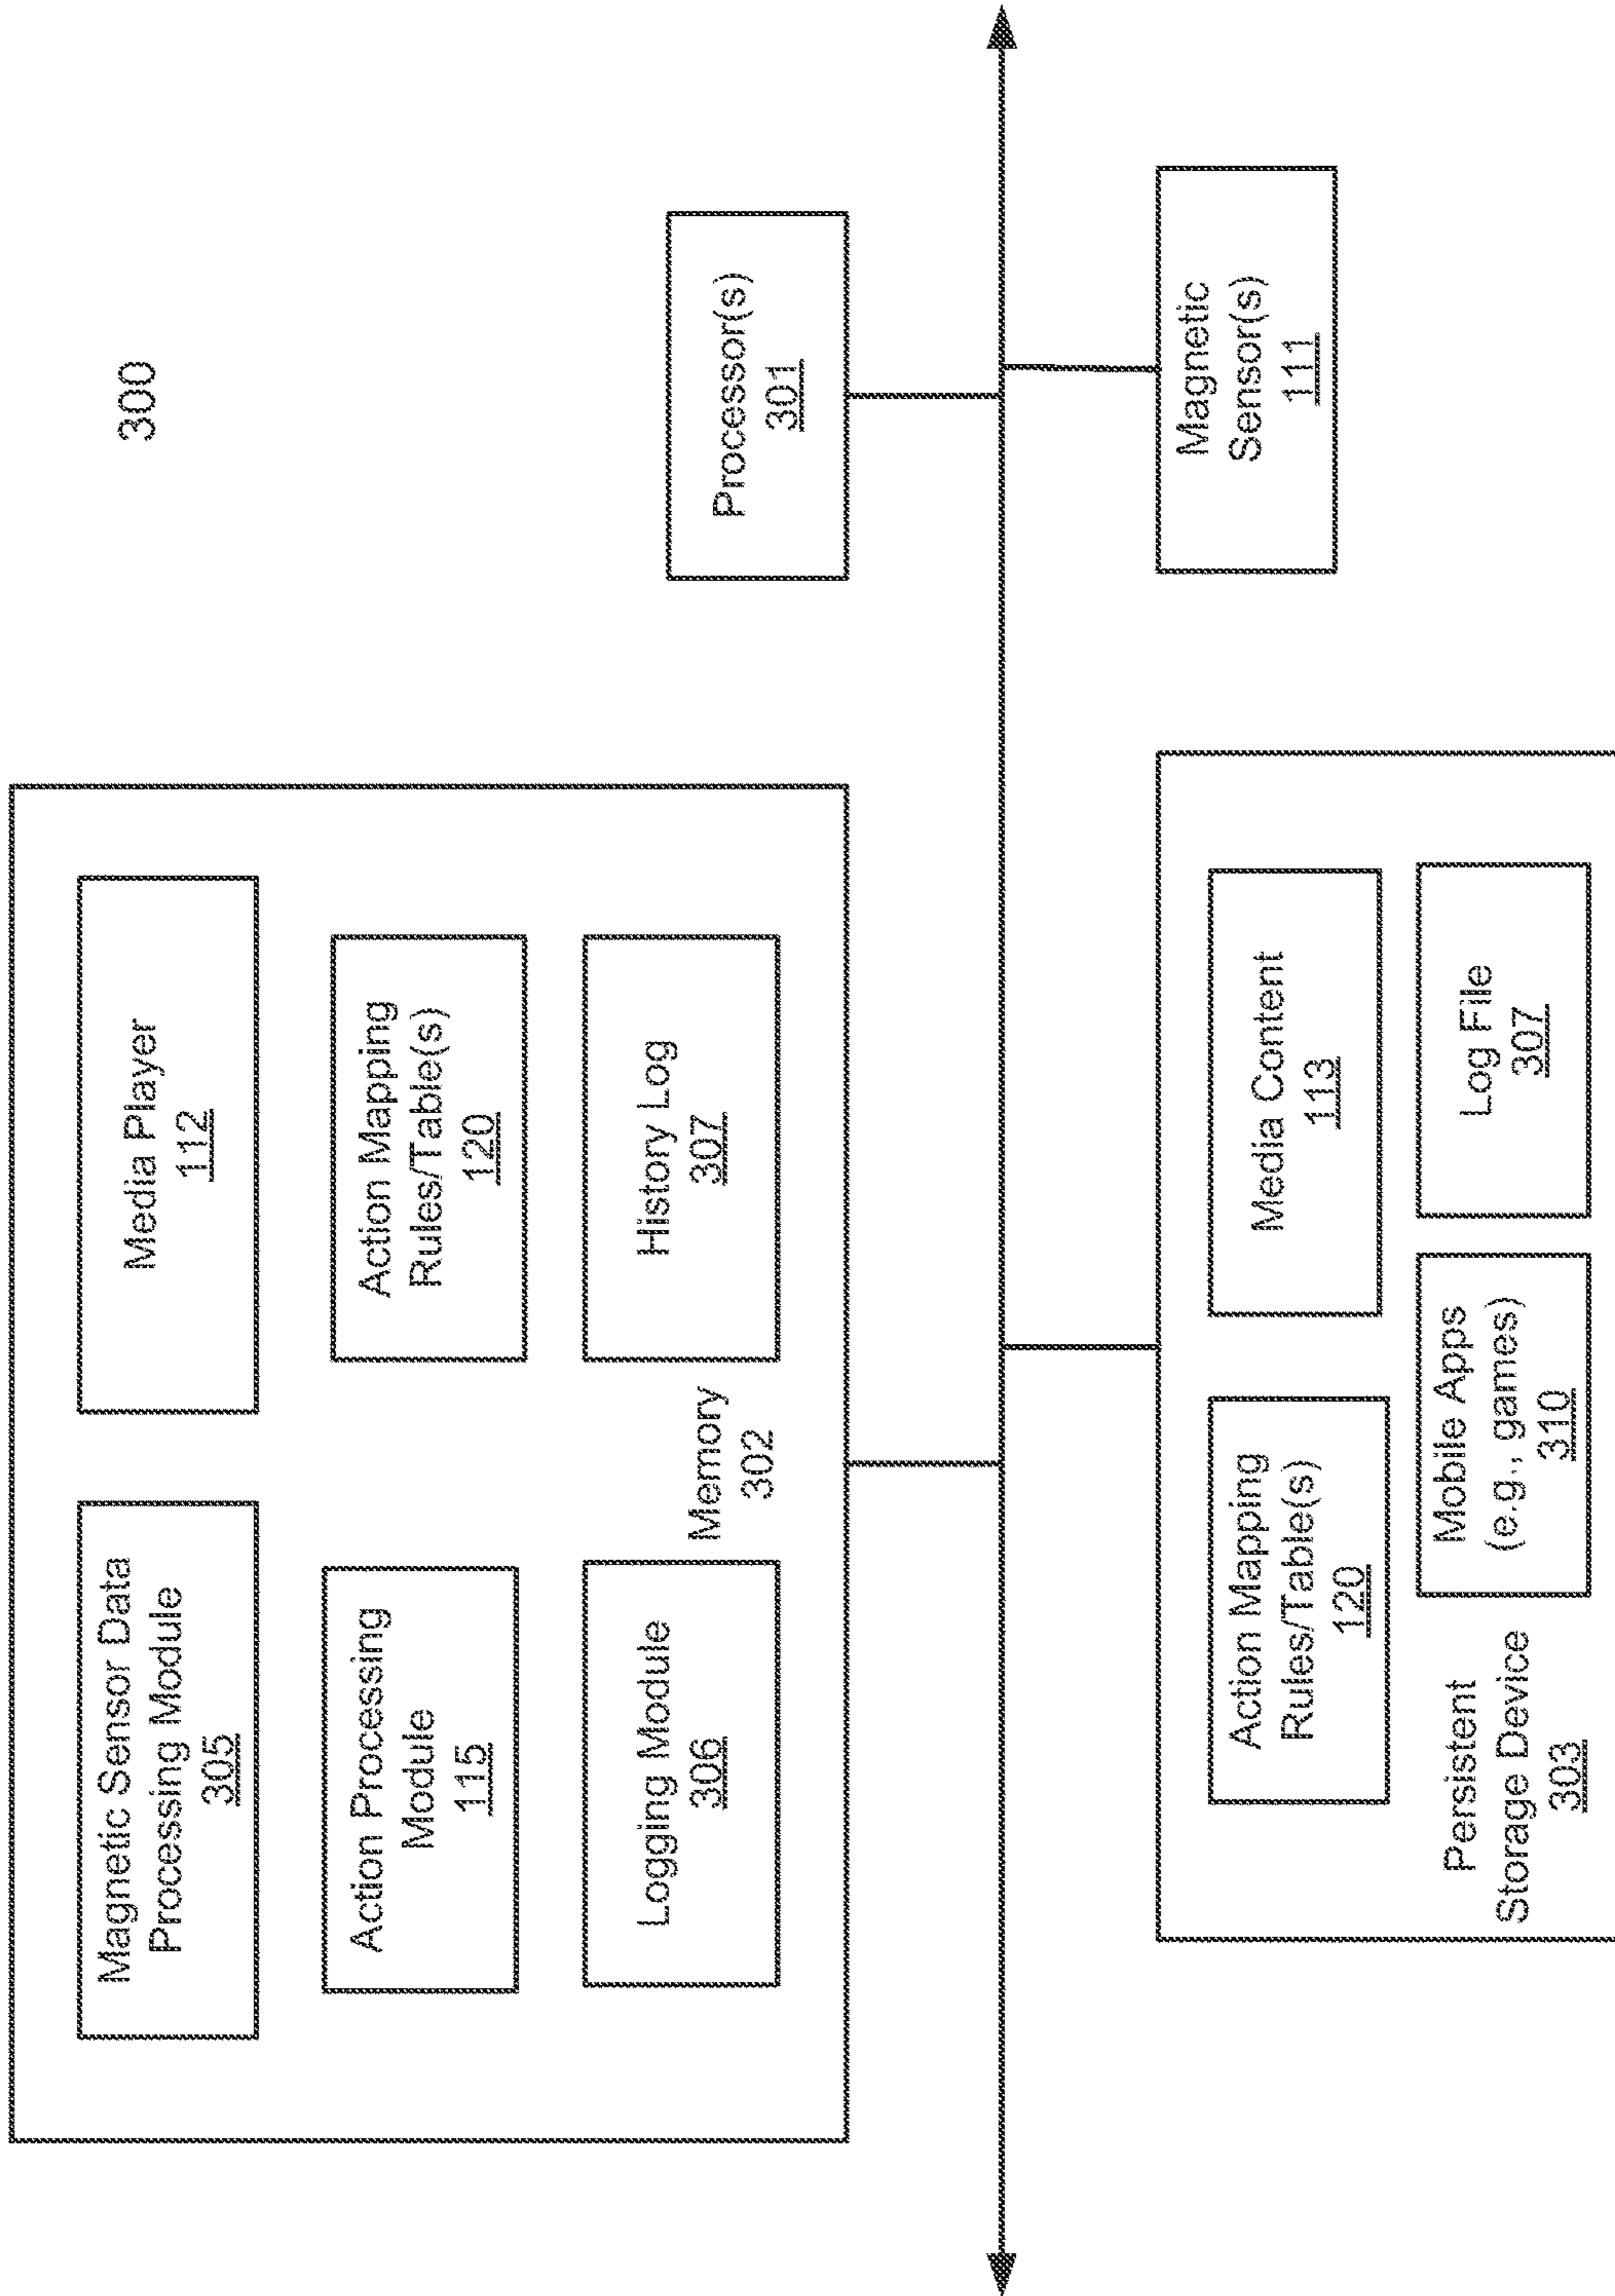 300
Magnetic Sensor Data
Processing Module
305
Media Player
112
Action Processing
Module
115
Action Mapping
Rules/Table(s)
120
Logging Module
306
History Log
307
Memory
302
Processor(s)
301
Action Mapping
Rules/Table(s)
120
Media Content
113
Persistent
Storage Device
303
Mobile Apps
(e.g., games)
310
Log File
307
Magnetic
Sensor(s)
111